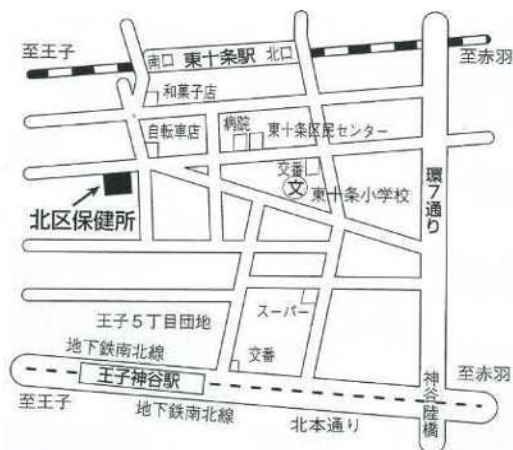 至王子
南口
東十条駅
北口
至赤羽
和菓子店
自転車店
病院
東十条区民センター
交番
文
東十条小学校
環7通り
北区保健所
スーパー
王子5丁目団地
地下鉄南北線
交番
王子神谷駅
至赤羽
至王子
地下鉄南北線
北本通り
神谷陸橋